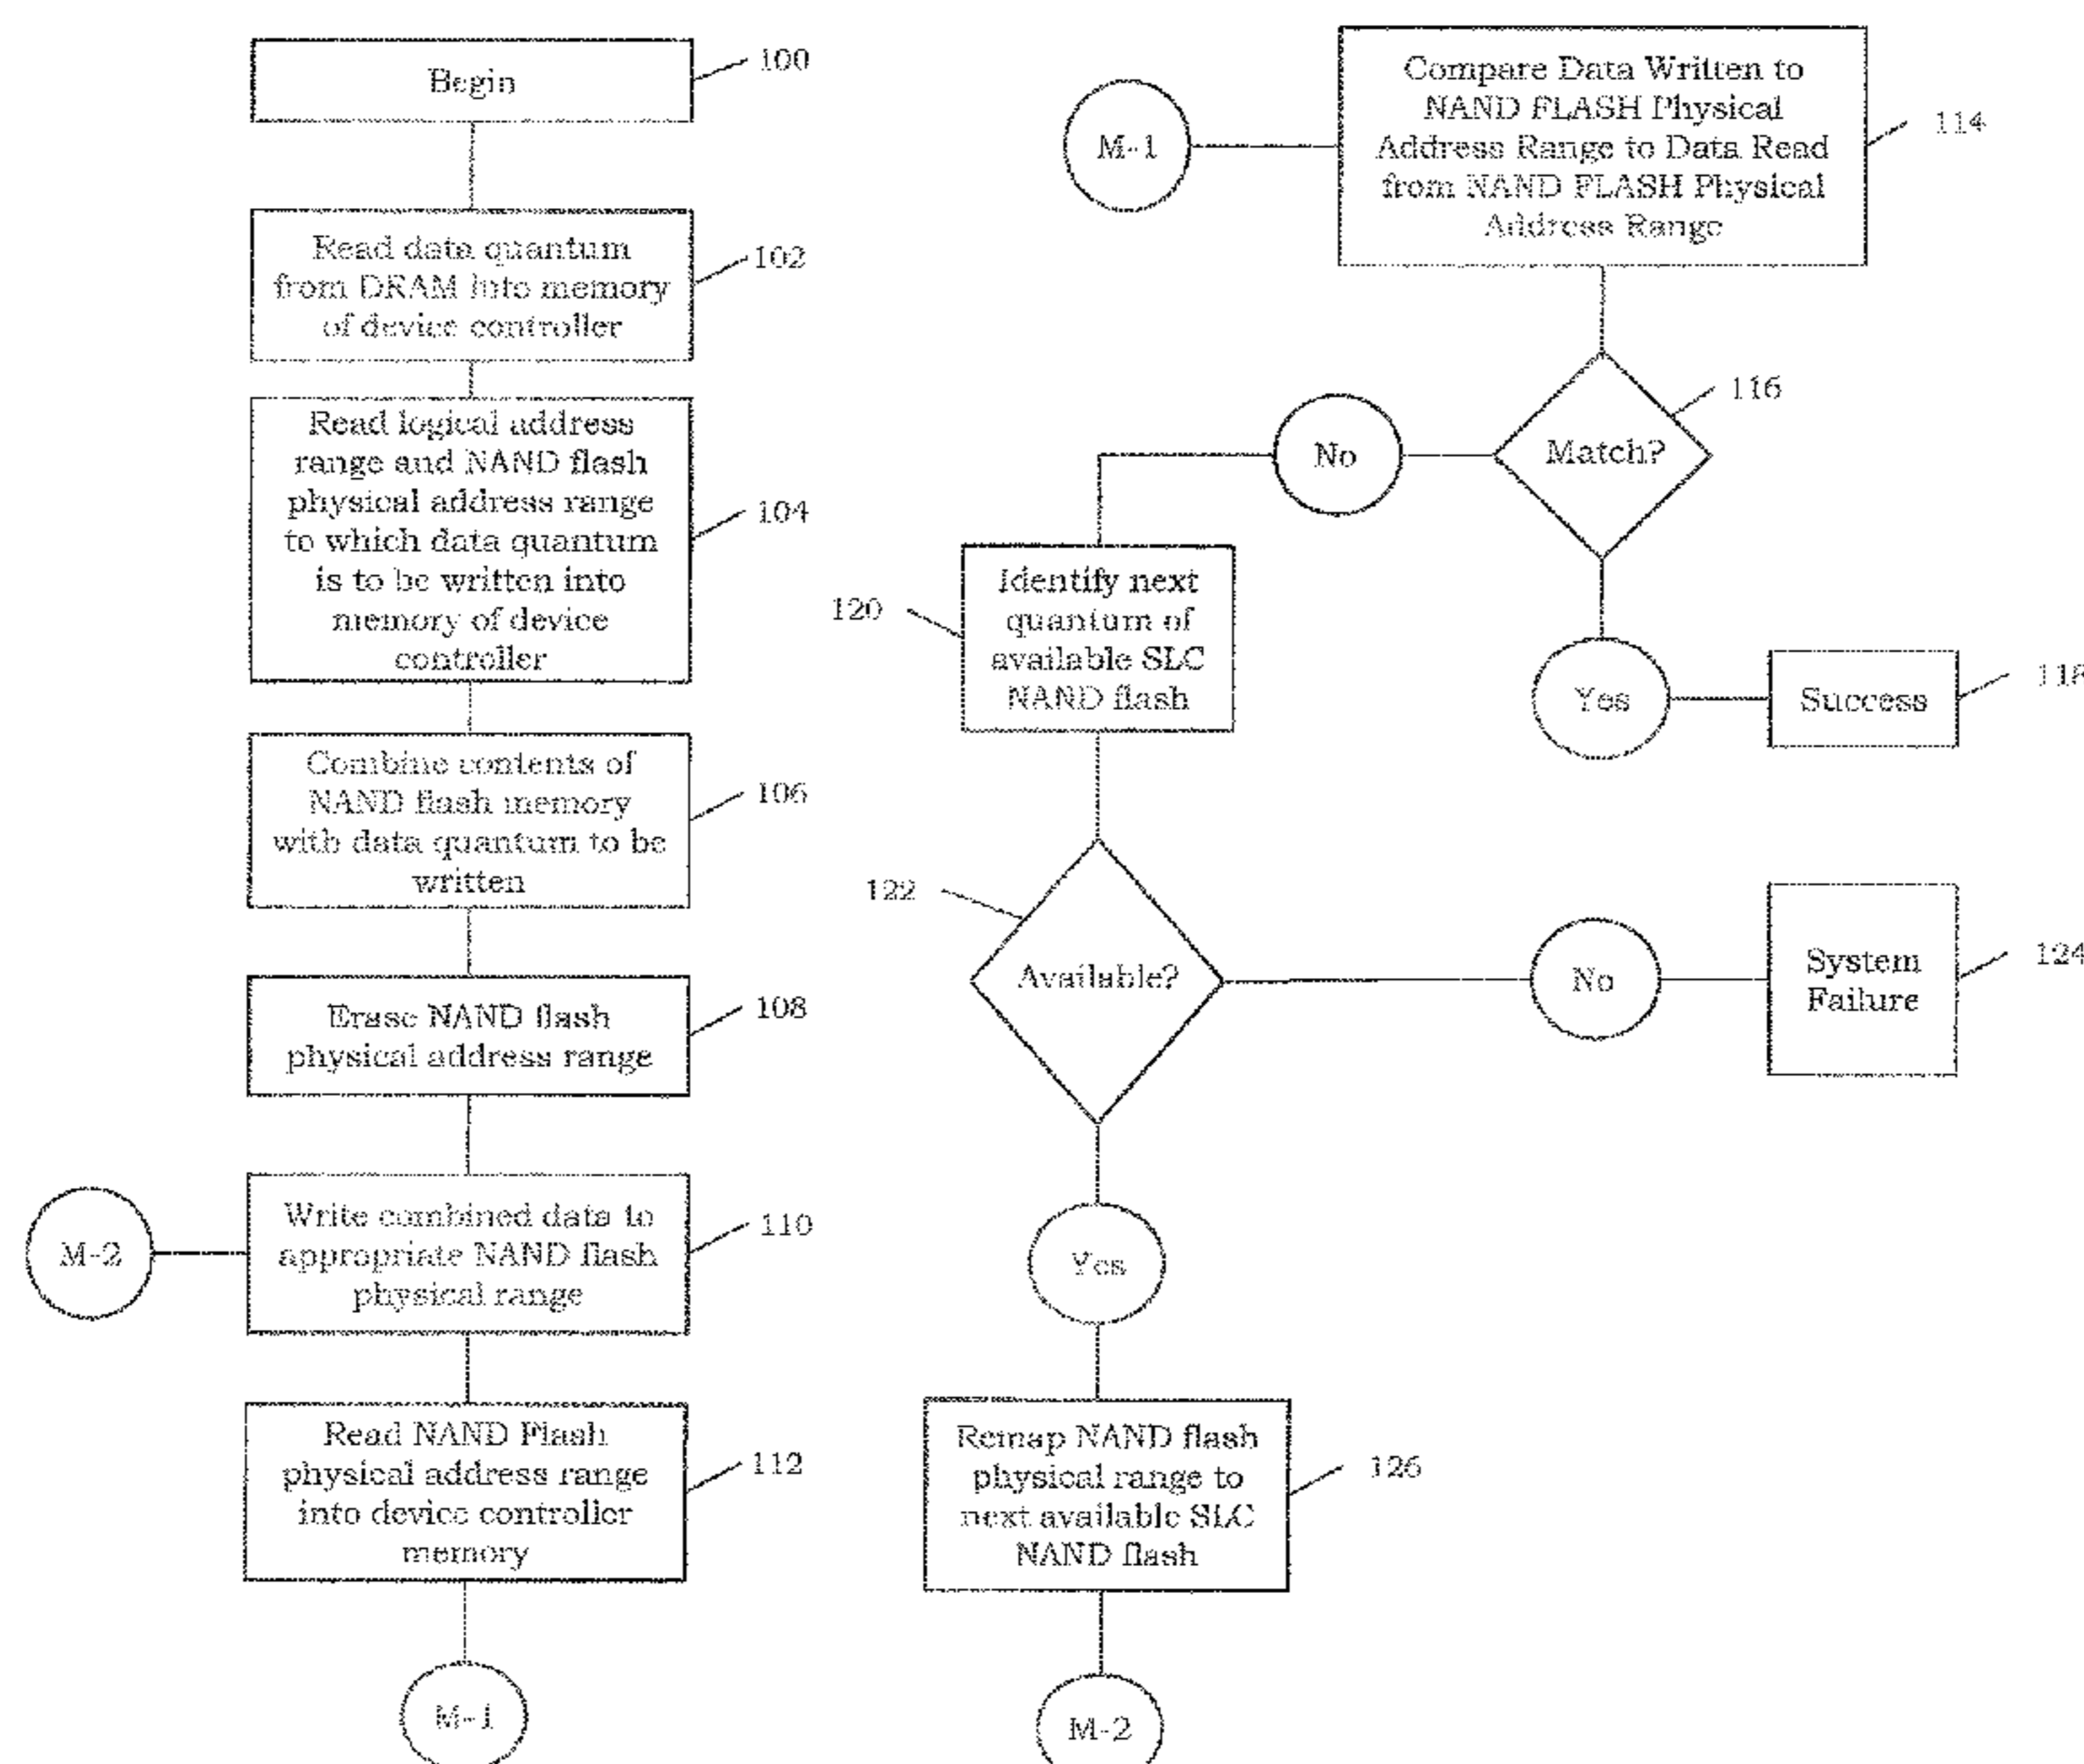 Begin
100
Read data quantum
from DRAM into memory
of device controller
102
Read logical address
range and NAND flash
physical address range
to which data quantum
is to be written into
memory of device
controller
104
Combine contents of
NAND flash memory
with data quantum to be
written
106
Erase NAND flash
physical address range
108
M-2
Write combined data to
appropriate NAND flash
physical range
110
Read NAND Flash
physical address range
into device controller
memory
112
M-1
M-1
Compare Data Written to
NAND FLASH Physical
Address Range to Data Read
from NAND FLASH Physical
Address Range
114
Match?
116
No
Yes
Success
118
120
Identify next
quantum of
available SLC
NAND flash
122
Available?
No
System
Failure
124
Yes
Remap NAND flash
physical range to
next available SLC
NAND flash
126
M-2